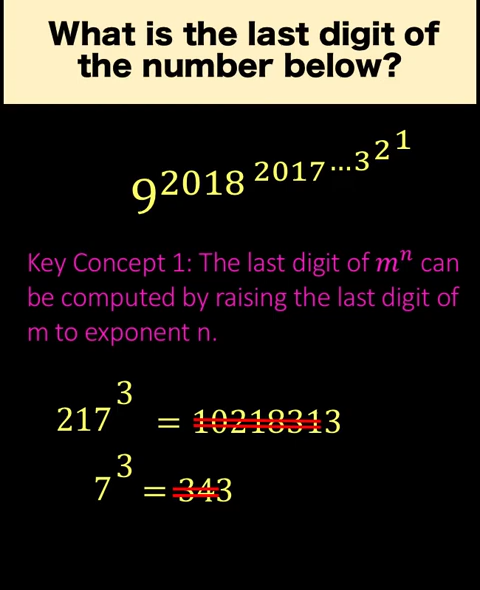 What is the last digit of
the number below?
9^2018^2017^...^3^2^1
Key Concept 1: The last digit of m^n can
be computed by raising the last digit of
m to exponent n.
217^3 = 10218313
7^3 = 343